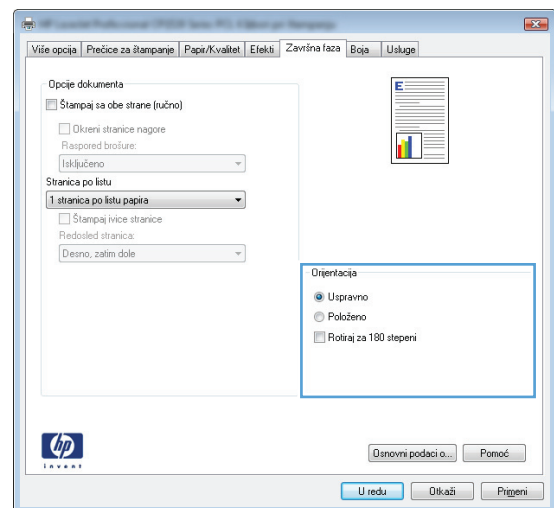 Više opcija Prečice za štampanje Papir/Kvalitet Efekti Završna faza Boja Usluge
Opcije dokumenta
Štampaj sa obe strane (ručno)
Okreni stranice nagore
Raspored brošure:
Isključeno
Stranica po listu
1 stranica po listu papira
Štampaj ivice stranice
Redosled stranica:
Desno, zatim dole
E
Orijentacija
Uspravno
Položeno
Rotiraj za 180 stepeni
hp
invent
Osnovni podaci o... Pomoć
U redu Otkaži Primeni